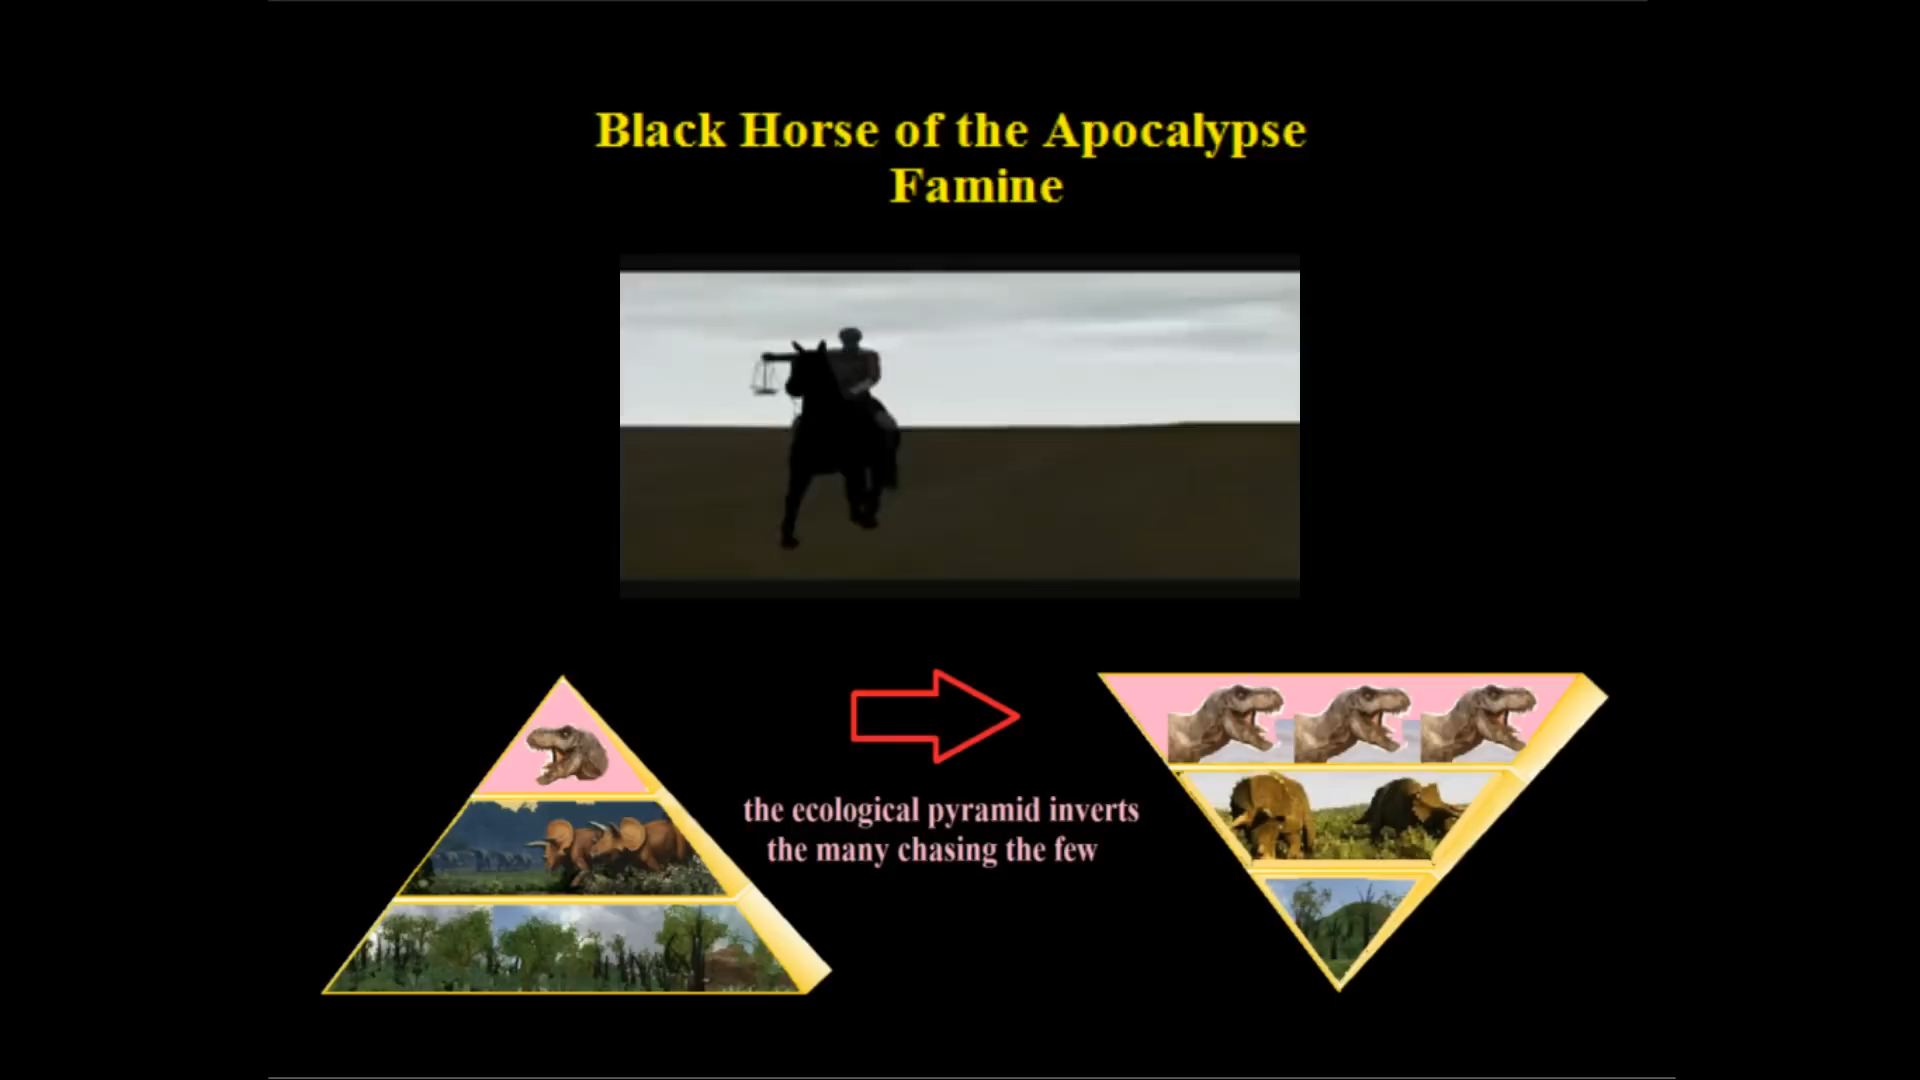 Black Horse of the Apocalypse
Famine
the ecological pyramid inverts
the many chasing the few